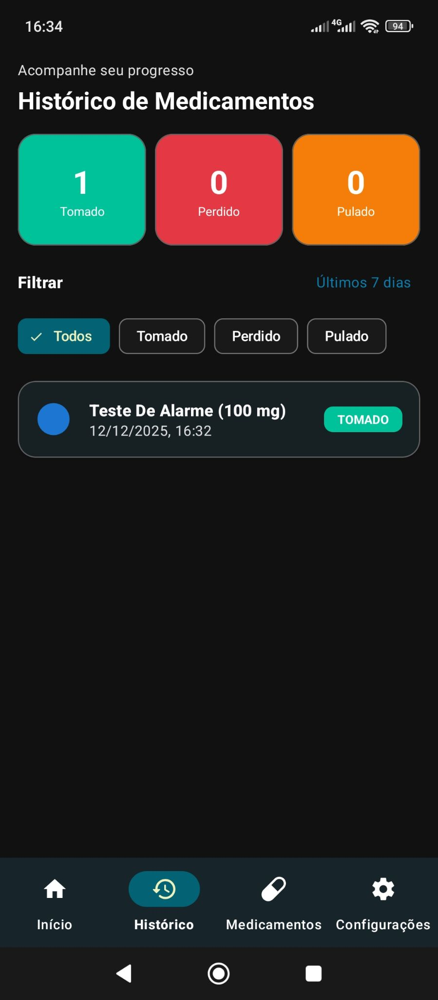 16:34
4G
94
Acompanhe seu progresso
Histórico de Medicamentos
1
Tomado
0
Perdido
0
Pulado
Filtrar
Últimos 7 dias
Todos
Tomado
Perdido
Pulado
Teste De Alarme (100 mg)
12/12/2025, 16:32
TOMADO
Início
Histórico
Medicamentos
Configurações